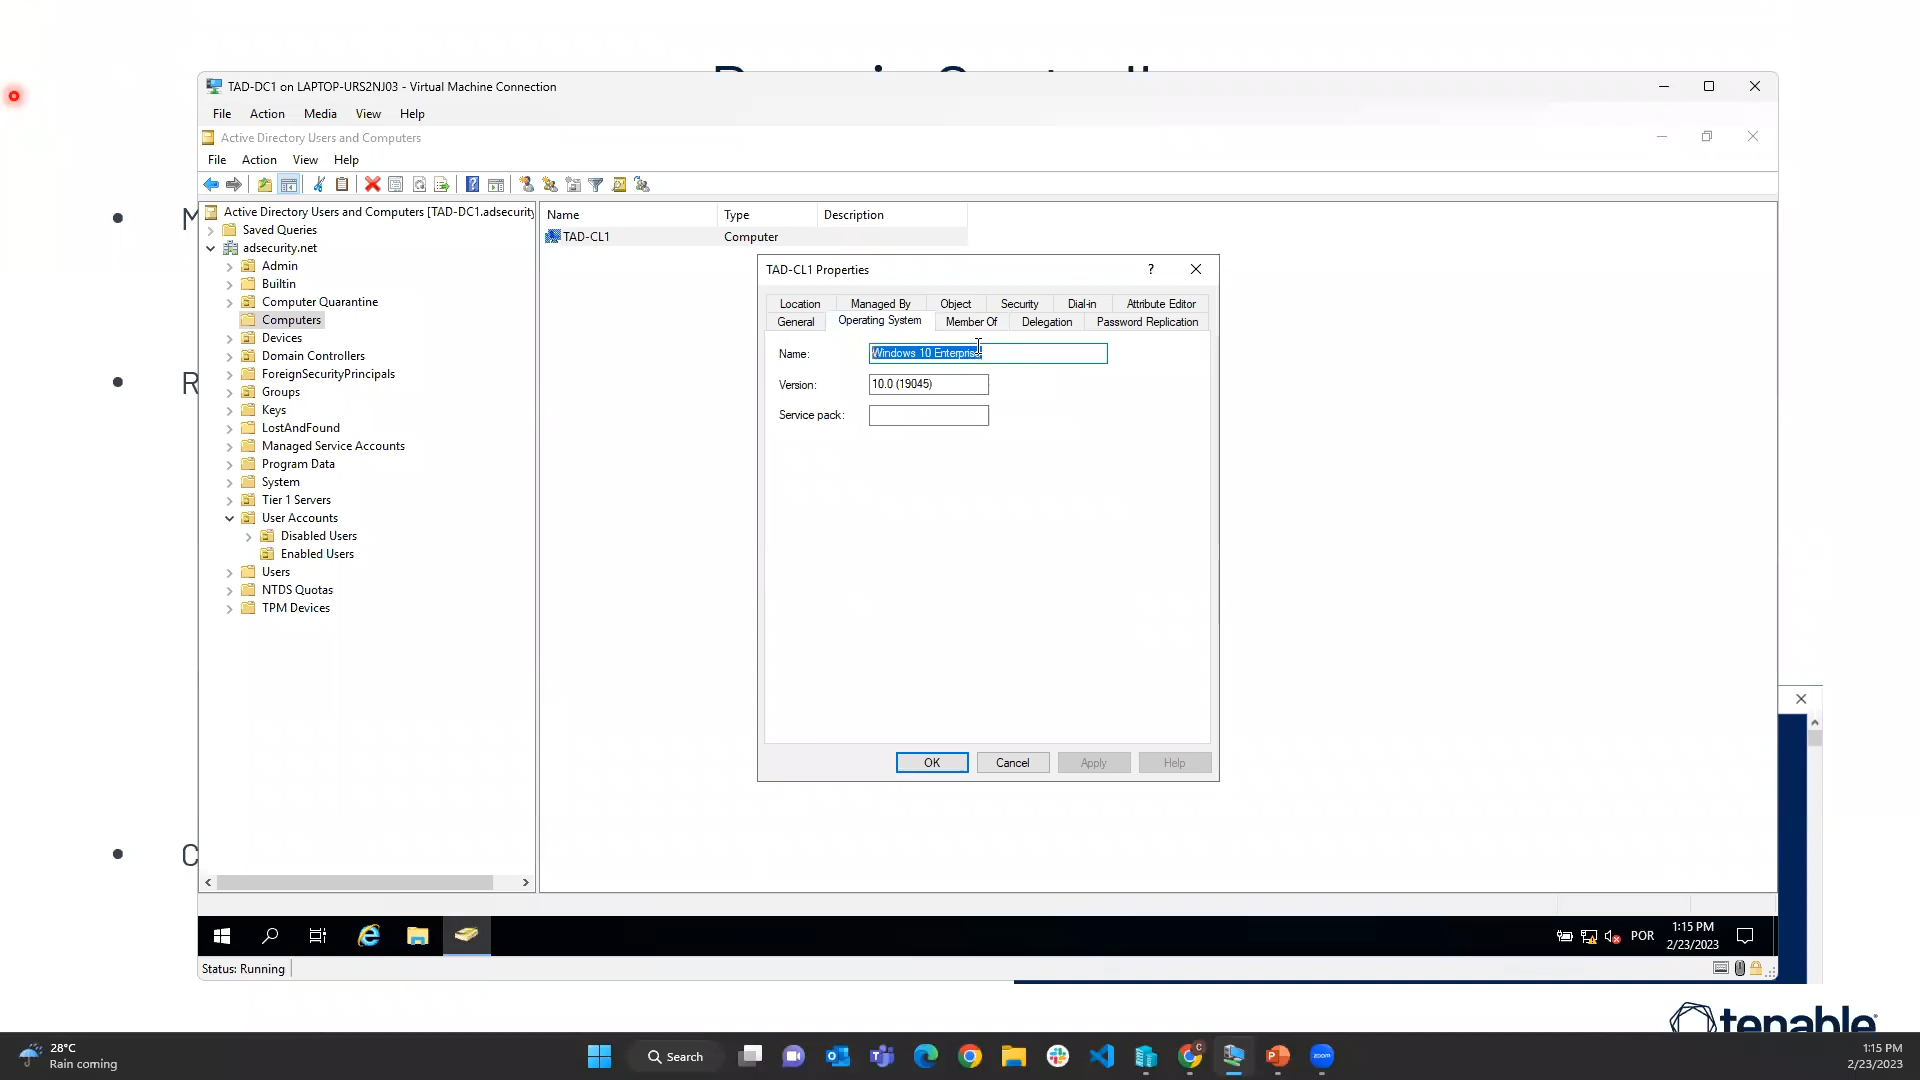 TAD-DC1 on LAPTOP-URS2NJ03 - Virtual Machine Connection
File Action Media View Help
Active Directory Users and Computers
File Action View Help
Active Directory Users and Computers [TAD-DC1.adsecurity
Saved Queries
adsecurity.net
Admin
Builtin
Computer Quarantine
Computers
Devices
Domain Controllers
ForeignSecurityPrincipals
Groups
Keys
LostAndFound
Managed Service Accounts
Program Data
System
Tier 1 Servers
User Accounts
Disabled Users
Enabled Users
Users
NTDS Quotas
TPM Devices
Name Type Description
TAD-CL1 Computer
TAD-CL1 Properties
Location Managed By Object Security Dial-in Attribute Editor
General Operating System Member Of Delegation Password Replication
Name: Windows 10 Enterprise
Version: 10.0 (19045)
Service pack:
OK Cancel Apply Help
POR
1:15 PM
2/23/2023
Status: Running
tenable
28°C
Rain coming
Search
zoom
1:15 PM
2/23/2023